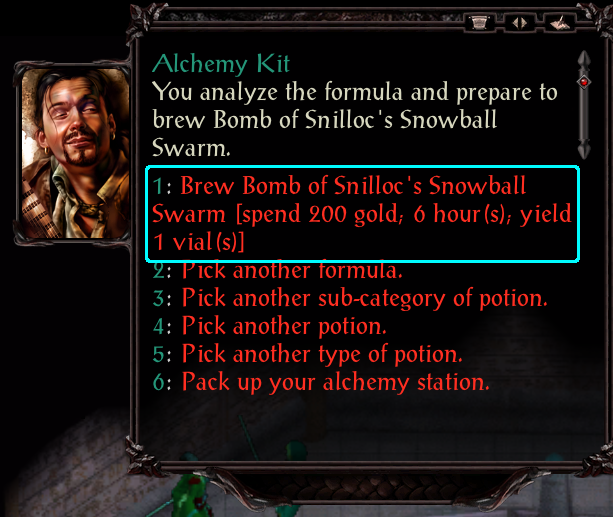 Alchemy Kit
You analyze the formula and prepare to
brew Bomb of Snilloc's Snowball
Swarm.
1: Brew Bomb of Snilloc's Snowball
Swarm [spend 200 gold; 6 hour(s); yield
1 vial(s)]
2: Pick another formula.
3: Pick another sub-category of potion.
4: Pick another potion.
5: Pick another type of potion.
6: Pack up your alchemy station.